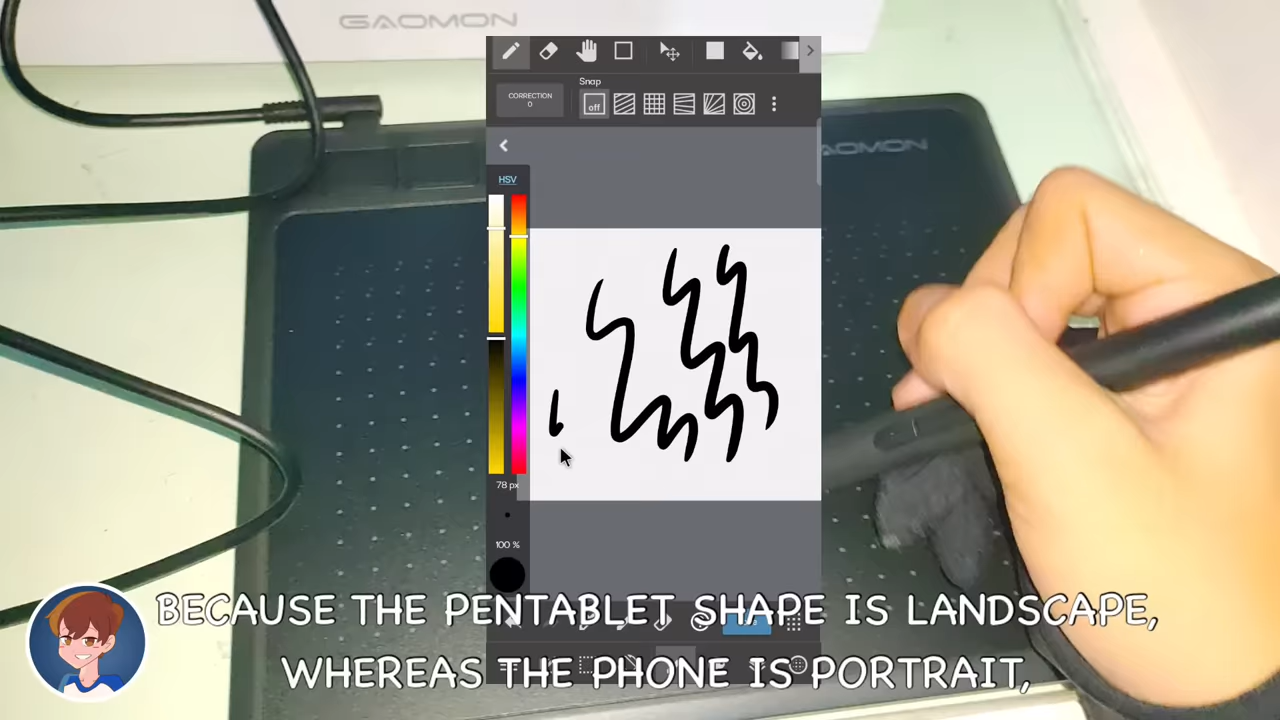 GAOMON
CORRECTION
0
Snap
off
AOMON
HSV
78 px
100 %
BECAUSE THE PENTABLET SHAPE IS LANDSCAPE,
WHEREAS THE PHONE IS PORTRAIT,